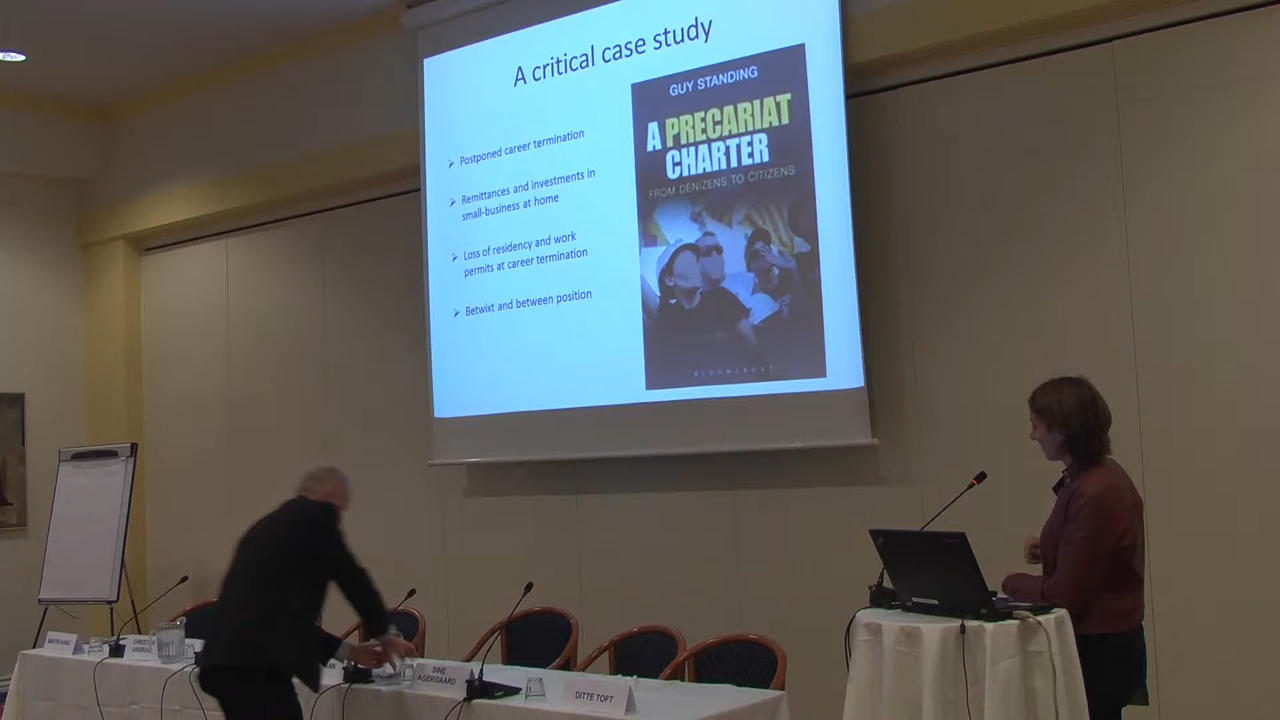 A critical case study
Postponed career termination
Remittances and investments in
small-business at home
Loss of residency and work
permits at career termination
Betwixt and between position
GUY STANDING
A PRECARIAT
CHARTER
FROM DENIZENS TO CITIZENS
BLOOMSBURY
SINE
AGERGAARD
DITTE TOFT